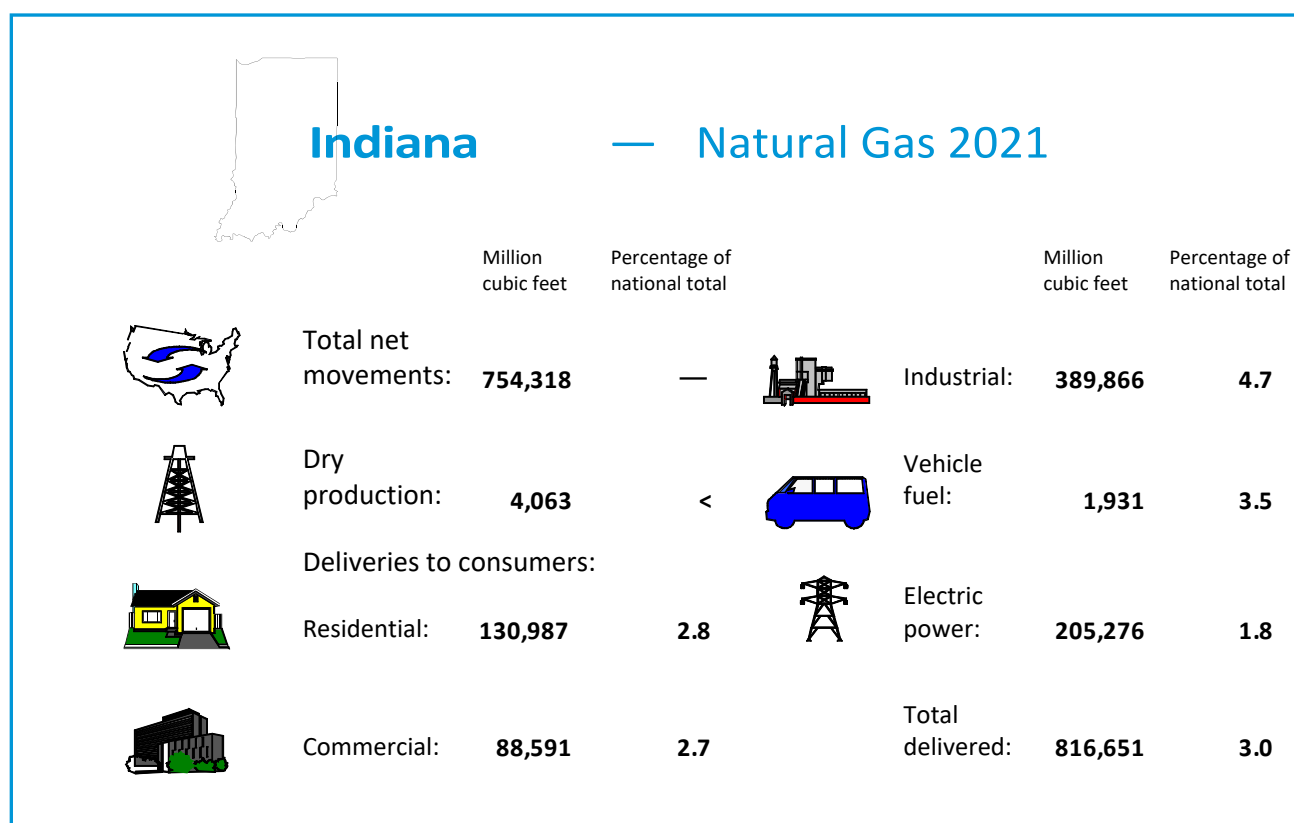 Indiana — Natural Gas 2021
Million cubic feet
Percentage of national total
Million cubic feet
Percentage of national total
Total net movements: 754,318 —
Industrial: 389,866 4.7
Dry production: 4,063 <
Vehicle fuel: 1,931 3.5
Deliveries to consumers:
Residential: 130,987 2.8
Electric power: 205,276 1.8
Commercial: 88,591 2.7
Total delivered: 816,651 3.0